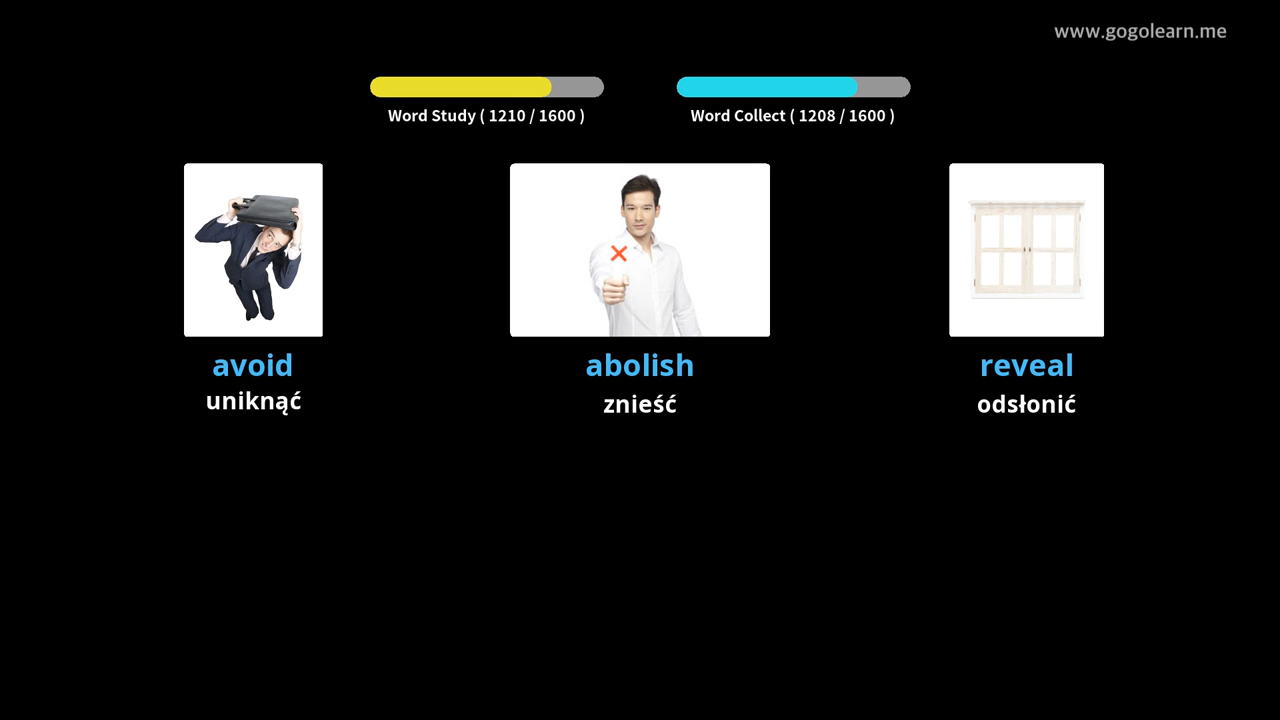 www.gogolearn.me
Word Study ( 1210 / 1600 )
Word Collect ( 1208 / 1600 )
avoid
uniknąć
abolish
znieść
reveal
odsłonić